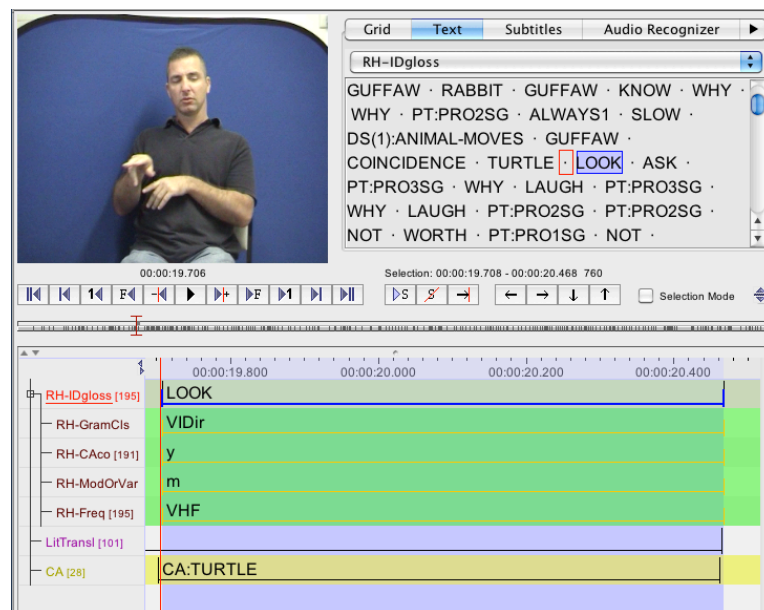 Grid Text Subtitles Audio Recognizer
RH-IDgloss
GUFFAW · RABBIT · GUFFAW · KNOW · WHY ·
WHY · PT:PRO2SG · ALWAYS1 · SLOW ·
DS(1):ANIMAL-MOVES · GUFFAW ·
COINCIDENCE · TURTLE · LOOK · ASK ·
PT:PRO3SG · WHY · LAUGH · PT:PRO3SG ·
WHY · LAUGH · PT:PRO2SG · PT:PRO2SG ·
NOT · WORTH · PT:PRO1SG · NOT ·
00:00:19.706
Selection: 00:00:19.708 - 00:00:20.468 760
1 F F 1 S S Selection Mode
00:00:19.800 00:00:20.000 00:00:20.200 00:00:20.400
RH-IDgloss [195] LOOK
RH-GramCls VIDir
RH-CAco [191] y
RH-ModOrVar m
RH-Freq [195] VHF
LitTransl [101]
CA [28] CA:TURTLE